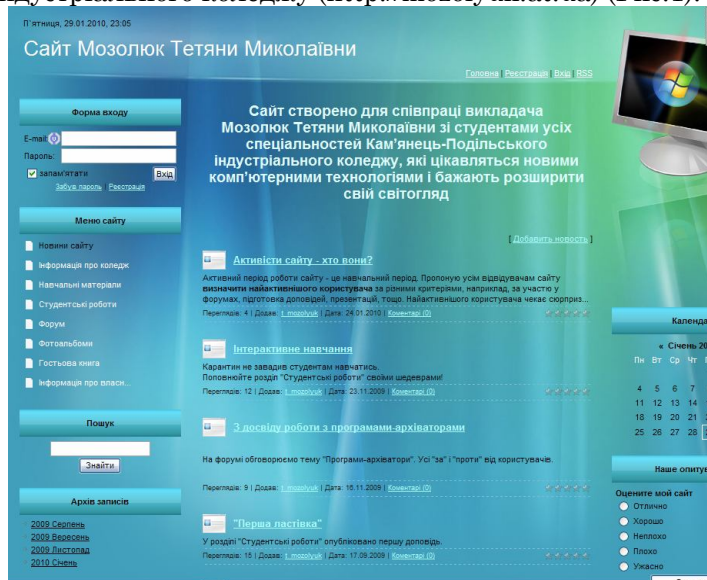 П`ятниця, 29.01.2010, 23:05
Сайт Мозолюк Тетяни Миколаївни
Головна | Реєстрація | Вхід | RSS
Форма входу
E-mail:
Пароль:
запам'ятати
Вхід
Забув пароль | Реєстрація
Меню сайту
Новини сайту
Інформація про коледж
Навчальні матеріали
Студентські роботи
Форум
Фотоальбоми
Гостьова книга
Інформація про власн...
Пошук
Знайти
Архів записів
2009 Серпень
2009 Вересень
2009 Листопад
2010 Січень
Сайт створено для співпраці викладача
Мозолюк Тетяни Миколаївни зі студентами усіх
спеціальностей Кам'янець-Подільського
індустріального коледжу, які цікавляться новими
комп'ютерними технологіями і бажають розширити
свій світогляд
[ Добавить новость ]
Активісти сайту - хто вони?
Активний період роботи сайту - це навчальний період. Пропоную усім відвідувачам сайту
визначити найактивнішого користувача за різними критеріями, наприклад, за участю у
форумах, підготовка доповідей, презентацій, тощо. Найактивнішого користувача чекає сюрприз...
Переглядів: 4 | Додав: t_mozolyuk | Дата: 24.01.2010 | Коментарі (0)
Інтерактивне навчання
Карантин не завадив студентам навчатись.
Поповнюйте розділ "Студентські роботи" своїми шедеврами!
Переглядів: 12 | Додав: t_mozolyuk | Дата: 23.11.2009 | Коментарі (0)
З досвіду роботи з програмами-архіваторами
На форумі обговорюємо тему "Програми-архіватори". Усі "за" і "проти" від користувачів.
Переглядів: 9 | Додав: t_mozolyuk | Дата: 16.11.2009 | Коментарі (0)
"Перша ластівка"
У розділі "Студентські роботи" опубліковано першу доповідь.
Переглядів: 15 | Додав: t_mozolyuk | Дата: 17.09.2009 | Коментарі (0)
Календа
« Січень 20
Пн Вт Ср Чт
4 5 6 7
11 12 13 14
18 19 20 21
25 26 27 28
Наше опиту
Оцените мой сайт
Отлично
Хорошо
Неплохо
Плохо
Ужасно